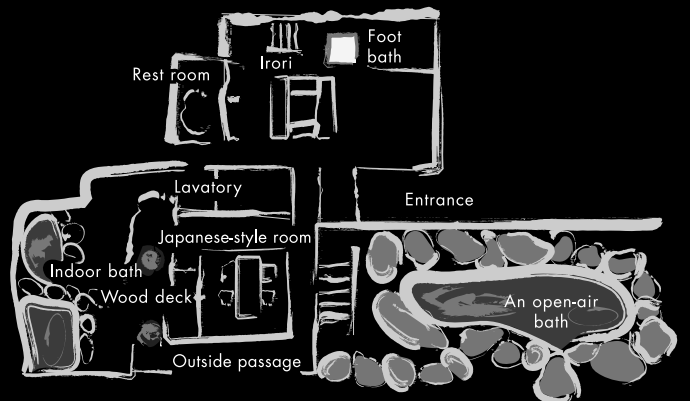 Foot
bath
Irori
Rest room
Lavatory
Entrance
Japanese-style room
Indoor bath
Wood deck
An open-air
bath
Outside passage